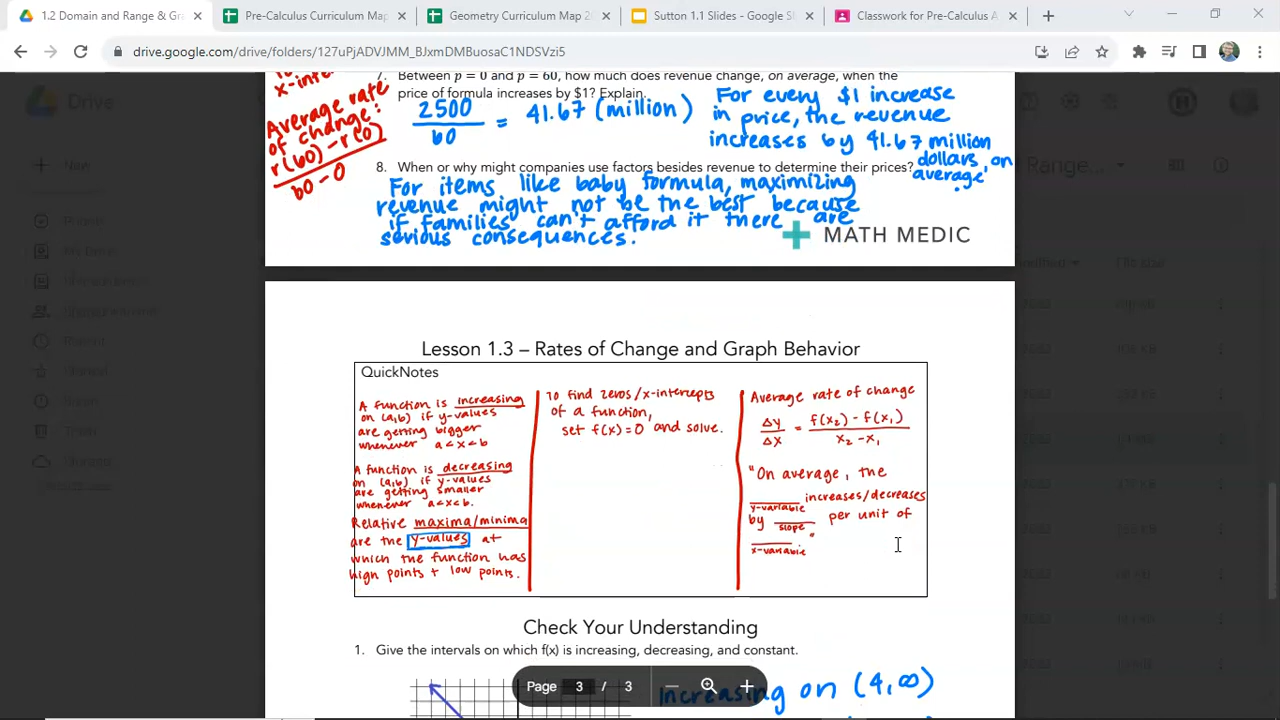 1.2 Domain and Range & Gr
Pre-Calculus Curriculum Map
Geometry Curriculum Map 2
Sutton 1.1 Slides - Google S
Classwork for Pre-Calculus A
drive.google.com/drive/folders/127uPjADVJMM_BJxmDMBuosaC1NDSVzi5
Drive
x-inte
Average rate
of change:
r(60)-r(0)
60-0
7. Between p = 0 and p = 60, how much does revenue change, on average, when the
price of formula increases by $1? Explain.
2500
60
= 41.67 (million)
For every $1 increase
in price, the revenue
increases by 41.67 million
dollars, on
average.
8. When or why might companies use factors besides revenue to determine their prices?
For items like baby formula, maximizing
revenue might not be the best because
if families can't afford it there are
serious consequences.
MATH MEDIC
Range...
Lesson 1.3 – Rates of Change and Graph Behavior
QuickNotes
A function is increasing
on (a,b) if y-values
are getting bigger
whenever a<x<b
A function is decreasing
on (a,b) if y-values
are getting smaller
whenever a<x<b.
Relative maxima/minima
are the y-values at
which the function has
high points + low points.
To find zeros/x-intercepts
of a function,
set f(x)=0 and solve.
Average rate of change
Δy/Δx = f(x₂)-f(x₁)/x₂-x₁
"On average, the
increases/decreases
y-variable
by per unit of
slope
"
x-variable
Check Your Understanding
1. Give the intervals on which f(x) is increasing, decreasing, and constant.
Increasing on (4,∞)
Page 3 / 3